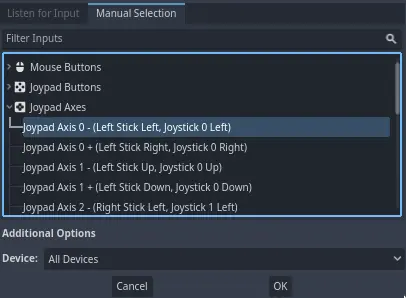 Listen for Input Manual Selection
Filter Inputs
Mouse Buttons
Joypad Buttons
Joypad Axes
Joypad Axis 0 - (Left Stick Left, Joystick 0 Left)
Joypad Axis 0 + (Left Stick Right, Joystick 0 Right)
Joypad Axis 1 - (Left Stick Up, Joystick 0 Up)
Joypad Axis 1 + (Left Stick Down, Joystick 0 Down)
Joypad Axis 2 - (Right Stick Left, Joystick 1 Left)
Additional Options
Device: All Devices
Cancel OK